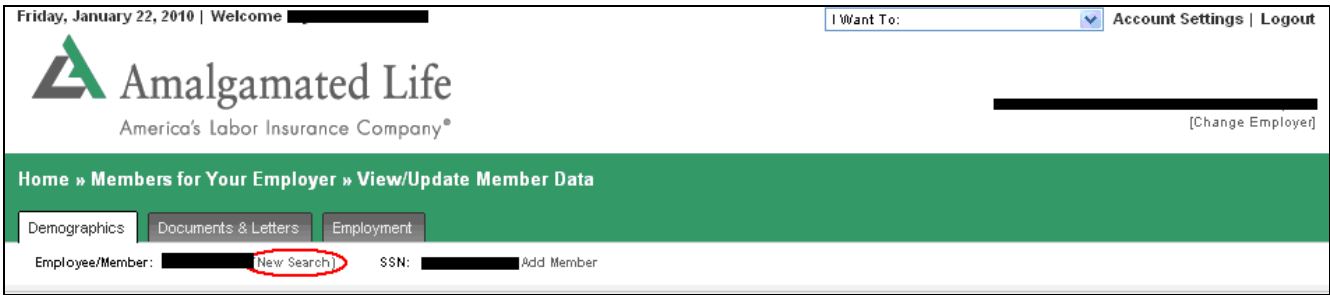 Friday, January 22, 2010 | Welcome
I Want To:
Account Settings | Logout
Amalgamated Life
America's Labor Insurance Company®
[Change Employer]
Home » Members for Your Employer » View/Update Member Data
Demographics
Documents & Letters
Employment
Employee/Member: [New Search] SSN: Add Member